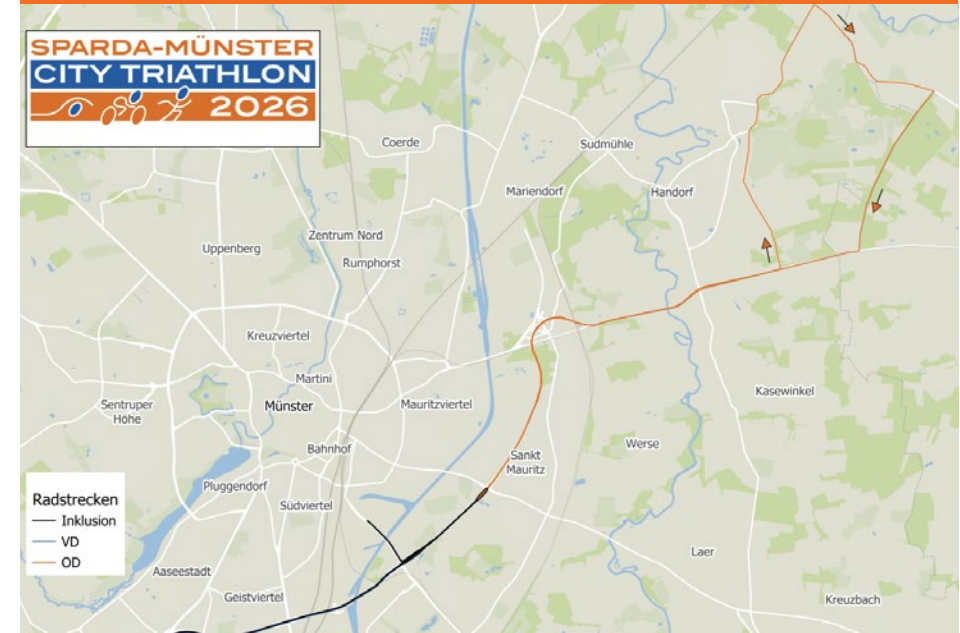 SPARDA-MÜNSTER
CITY TRIATHLON
2026
Coerde
Sudmühle
Mariendorf
Handorf
Zentrum Nord
Uppenberg
Rumphorst
Kreuzviertel
Martini
Kasewinkel
Sentruper
Höhe
Münster
Mauritzviertel
Bahnhof
Werse
Sankt
Mauritz
Pluggendorf
Südviertel
Radstrecken
Inklusion
VD
OD
Laer
Aaseestadt
Geistviertel
Kreuzbach